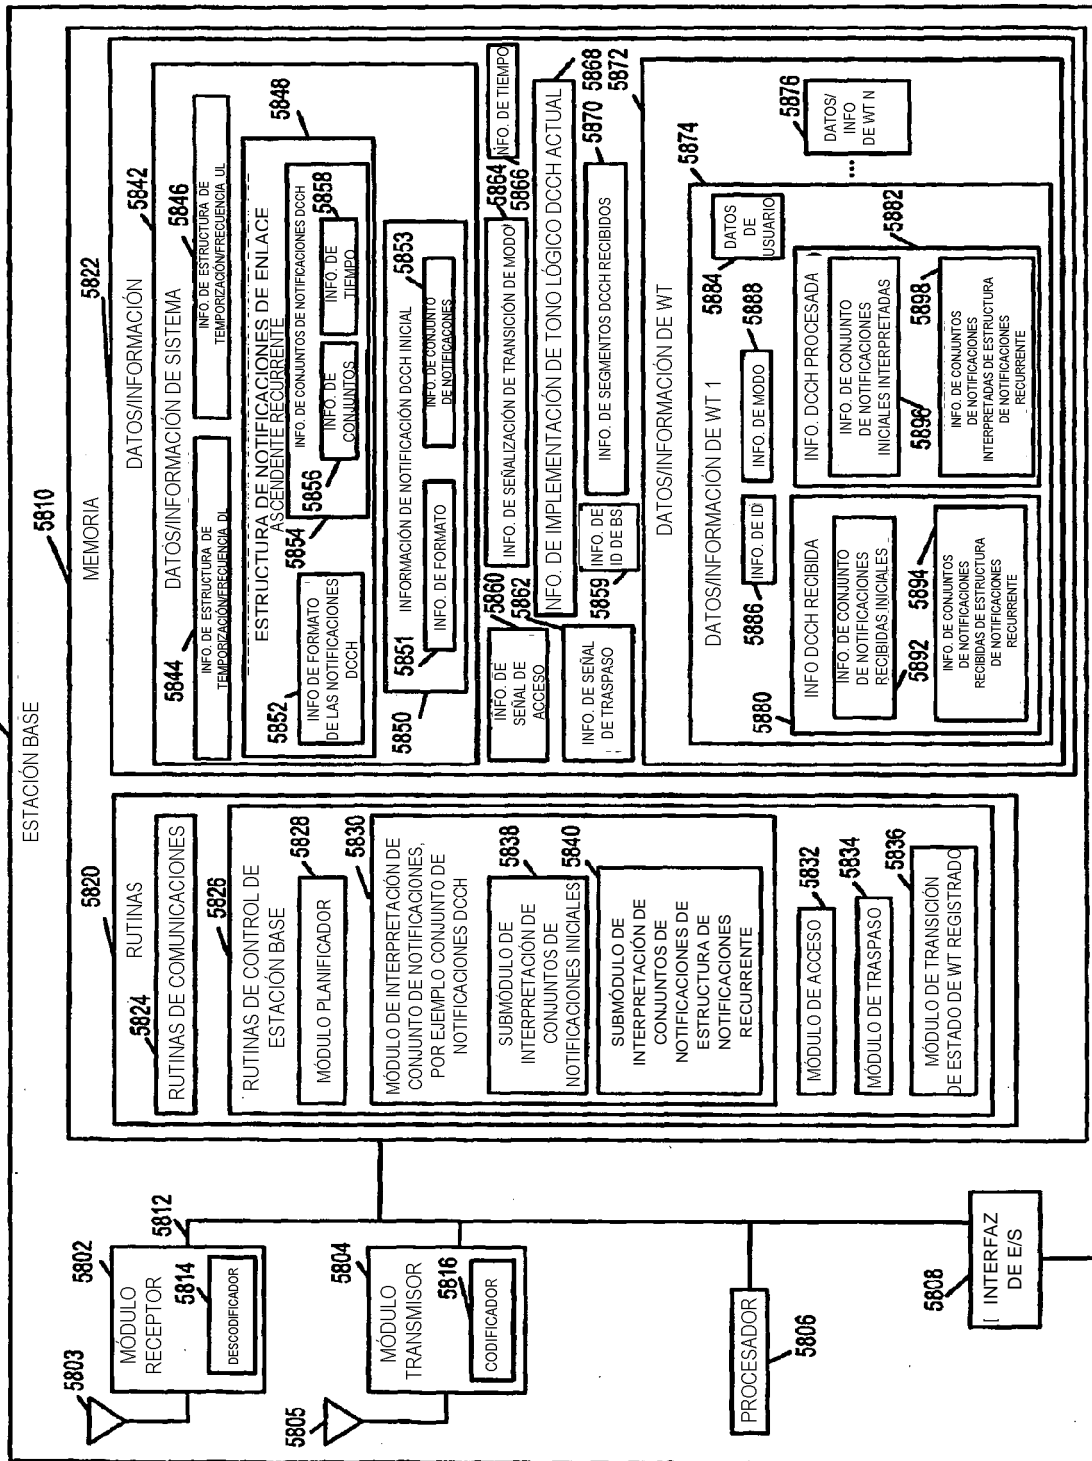 ESTACIÓN BASE
5803
5802
MÓDULO
RECEPTOR
5814
DESCODIFICADOR
5812
5805
5804
MÓDULO
TRANSMISOR
5816
CODIFICADOR
PROCESADOR
5806
5808
[ INTERFAZ
DE E/S
5810
MEMORIA
5820
RUTINAS
5824
RUTINAS DE COMUNICACIONES
5826
RUTINAS DE CONTROL DE
ESTACIÓN BASE
5828
MÓDULO PLANIFICADOR
5830
MÓDULO DE INTERPRETACIÓN DE
CONJUNTO DE NOTIFICACIONES,
POR EJEMPLO CONJUNTO DE
NOTIFICACIONES DCCH
5838
SUBMÓDULO DE
INTERPRETACIÓN DE
CONJUNTOS DE
NOTIFICACIONES INICIALES
5840
SUBMÓDULO DE
INTERPRETACIÓN DE
CONJUNTOS DE
NOTIFICACIONES DE
ESTRUCTURA DE
NOTIFICACIONES
RECURRENTE
5832
MÓDULO DE ACCESO
5834
MÓDULO DE TRASPASO
5836
MÓDULO DE TRANSICIÓN
DE ESTADO DE WT REGISTRADO
5822
DATOS/INFORMACIÓN
5842
DATOS/INFORMACIÓN DE SISTEMA
5844
INFO. DE ESTRUCTURA DE
TEMPORIZACIÓN/FRECUENCIA DL
5846
INFO. DE ESTRUCTURA DE
TEMPORIZACIÓN/FRECUENCIA UL
5848
ESTRUCTURA DE NOTIFICACIONES DE ENLACE
ASCENDENTE RECURRENTE
5852
INFO DE FORMATO
DE LAS NOTIFICACIONES
DCCH
5854
INFO. DE CONJUNTOS DE NOTIFICACIONES DCCH
5856
INFO. DE
CONJUNTOS
5858
INFO. DE
TIEMPO
5850
INFORMACIÓN DE NOTIFICACIÓN DCCH INICIAL
5851
INFO. DE FORMATO
5853
INFO. DE CONJUNTO
DE NOTIFICACONES
5860
INFO. DE
SEÑAL DE
ACCESO
5862
INFO. DE SEÑAL
DE TRASPASO
5864
INFO. DE SEÑALIZACIÓN DE TRANSICIÓN DE MODO
5866
NFO. DE TIEMPO
5868
NFO. DE IMPLEMENTACIÓN DE TONO LÓGICO DCCH ACTUAL
5859
INFO. DE
ID DE BS
5870
INFO. DE SEGMENTOS DCCH RECIBIDOS
5872
DATOS/INFORMACIÓN DE WT
5874
DATOS/INFORMACIÓN DE WT 1
5876
DATOS/
INFO
DE WT N
...
5884
DATOS
DE
USUARIO
5886
INFO. DE ID
5888
INFO. DE MODO
5880
INFO DCCH RECIBIDA
5892
INFO. DE CONJUNTO
DE NOTIFICACIONES
RECIBIDAS INICIALES
5894
INFO. DE CONJUNTOS
DE NOTIFICACIONES
RECIBIDAS DE ESTRUCTURA
DE NOTIFICACIONES
RECURRENTE
5882
INFO. DCCH PROCESADA
5896
INFO. DE CONJUNTO
DE NOTIFICACIONES
INICIALES INTERPRETADAS
5898
INFO. DE CONJUNTOS
DE NOTIFICACIONES
INTERPRETADAS DE ESTRUCTURA
DE NOTIFICACIONES
RECURRENTE